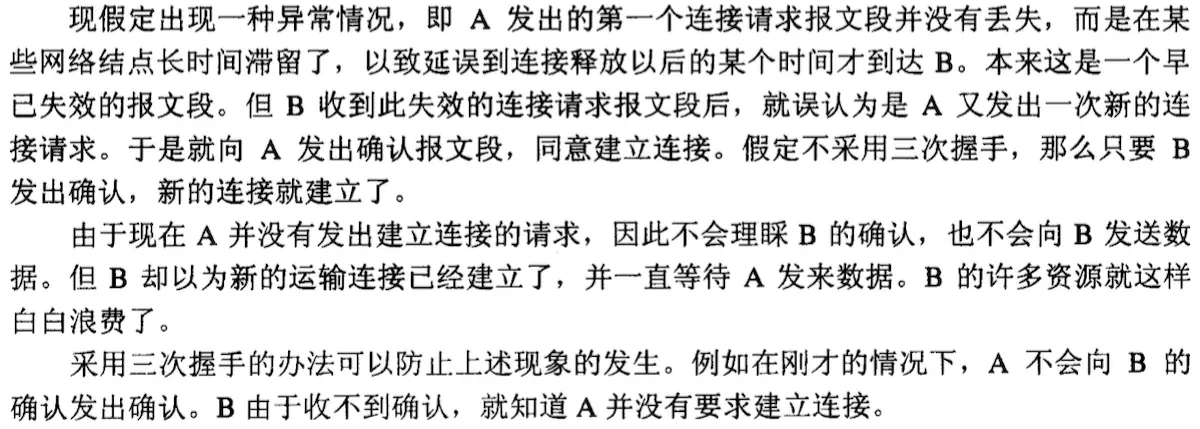 现假定出现一种异常情况，即 A 发出的第一个连接请求报文段并没有丢失，而是在某
些网络结点长时间滞留了，以致延误到连接释放以后的某个时间才到达 B。本来这是一个早
已失效的报文段。但 B 收到此失效的连接请求报文段后，就误认为是 A 又发出一次新的连
接请求。于是就向 A 发出确认报文段，同意建立连接。假定不采用三次握手，那么只要 B
发出确认，新的连接就建立了。
由于现在 A 并没有发出建立连接的请求，因此不会理睬 B 的确认，也不会向 B 发送数
据。但 B 却以为新的运输连接已经建立了，并一直等待 A 发来数据。B 的许多资源就这样
白白浪费了。
采用三次握手的办法可以防止上述现象的发生。例如在刚才的情况下，A 不会向 B 的
确认发出确认。B 由于收不到确认，就知道 A 并没有要求建立连接。